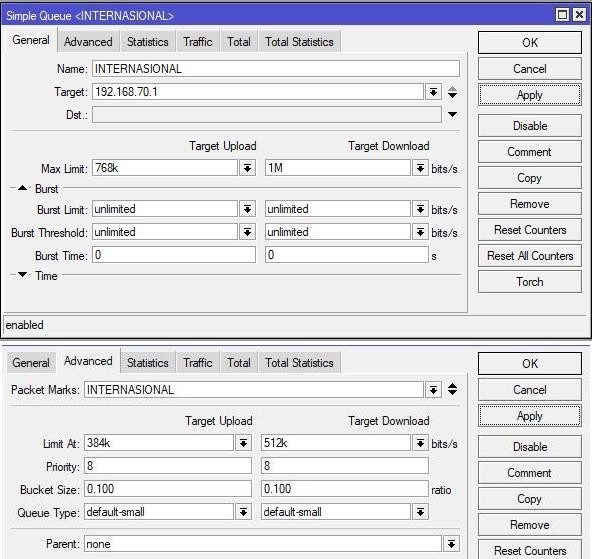 Simple Queue <INTERNASIONAL>
General Advanced Statistics Traffic Total Total Statistics
Name: INTERNASIONAL
Target: 192.168.70.1
Dst.:
Target Upload Target Download
Max Limit: 768k 1M bits/s
Burst
Burst Limit: unlimited unlimited bits/s
Burst Threshold: unlimited unlimited bits/s
Burst Time: 0 0 s
Time
enabled
OK
Cancel
Apply
Disable
Comment
Copy
Remove
Reset Counters
Reset All Counters
Torch
General Advanced Statistics Traffic Total Total Statistics
Packet Marks: INTERNASIONAL
Target Upload Target Download
Limit At: 384k 512k bits/s
Priority: 8 8
Bucket Size: 0.100 0.100 ratio
Queue Type: default-small default-small
Parent: none
OK
Cancel
Apply
Disable
Comment
Copy
Remove
Reset Counters